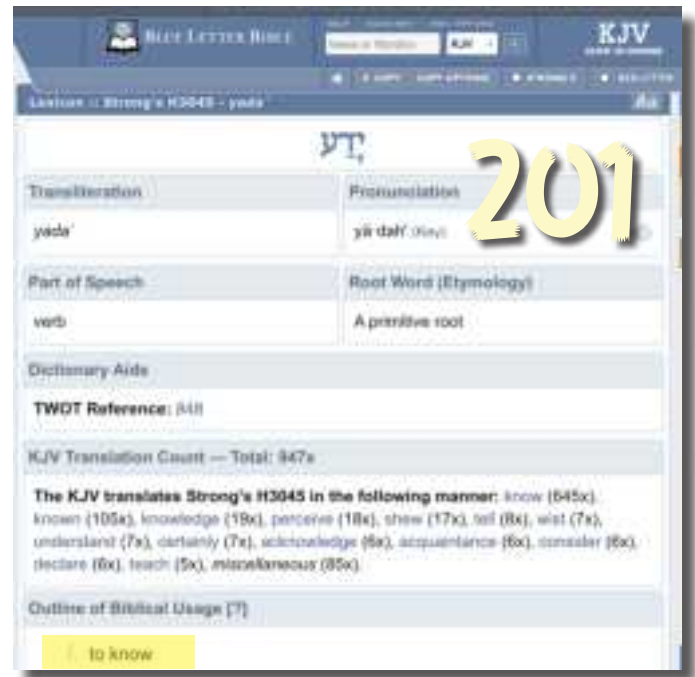 BLUE LETTER BIBLE
KJV
KJV
Lexicon :: Strong's H3045 - yada`
Aa
יָדַע
201
Transliteration
Pronunciation
yada`
yä·dah' (Key)
Part of Speech
Root Word (Etymology)
verb
A primitive root
Dictionary Aids
TWOT Reference: 848
KJV Translation Count — Total: 947x
The KJV translates Strong's H3045 in the following manner: know (645x),
known (105x), knowledge (19x), perceive (18x), shew (17x), tell (8x), wist (7x),
understand (7x), certainly (7x), acknowledge (6x), acquaintance (6x), consider (6x),
declare (6x), teach (5x), miscellaneous (85x).
Outline of Biblical Usage [?]
to know